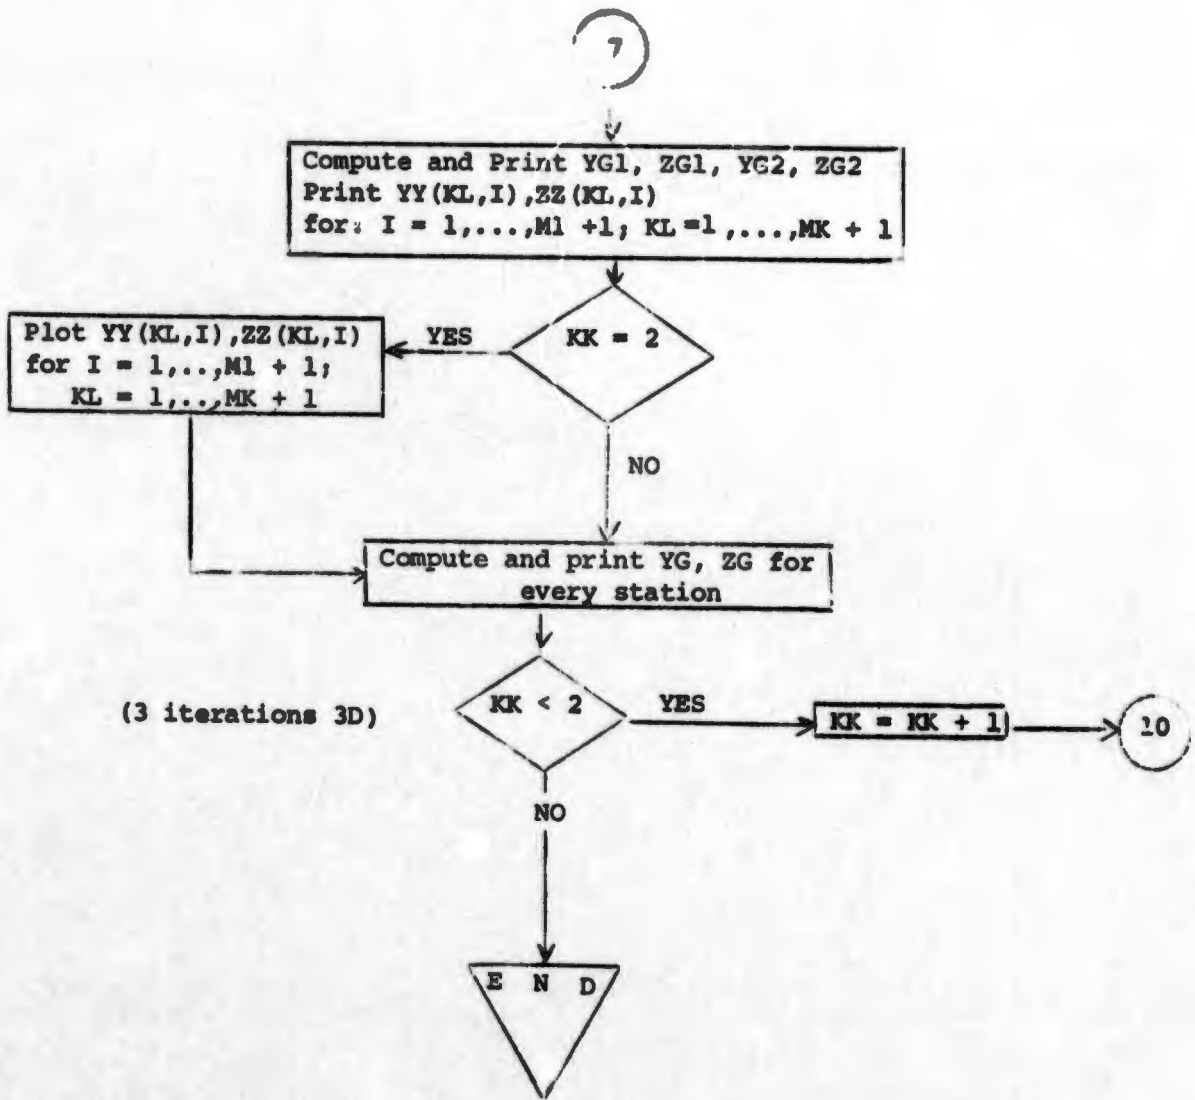 7
Compute and Print YG1, ZG1, YG2, ZG2
Print YY(KL,I),ZZ(KL,I)
for: I = 1,...,M1 +1; KL =1,...,MK + 1
KK = 2
YES
Plot YY(KL,I),ZZ(KL,I)
for I = 1,..,M1 + 1;
KL = 1,..,MK + 1
NO
Compute and print YG, ZG for
every station
(3 iterations 3D)
KK < 2
YES
KK = KK + 1
10
NO
E N D